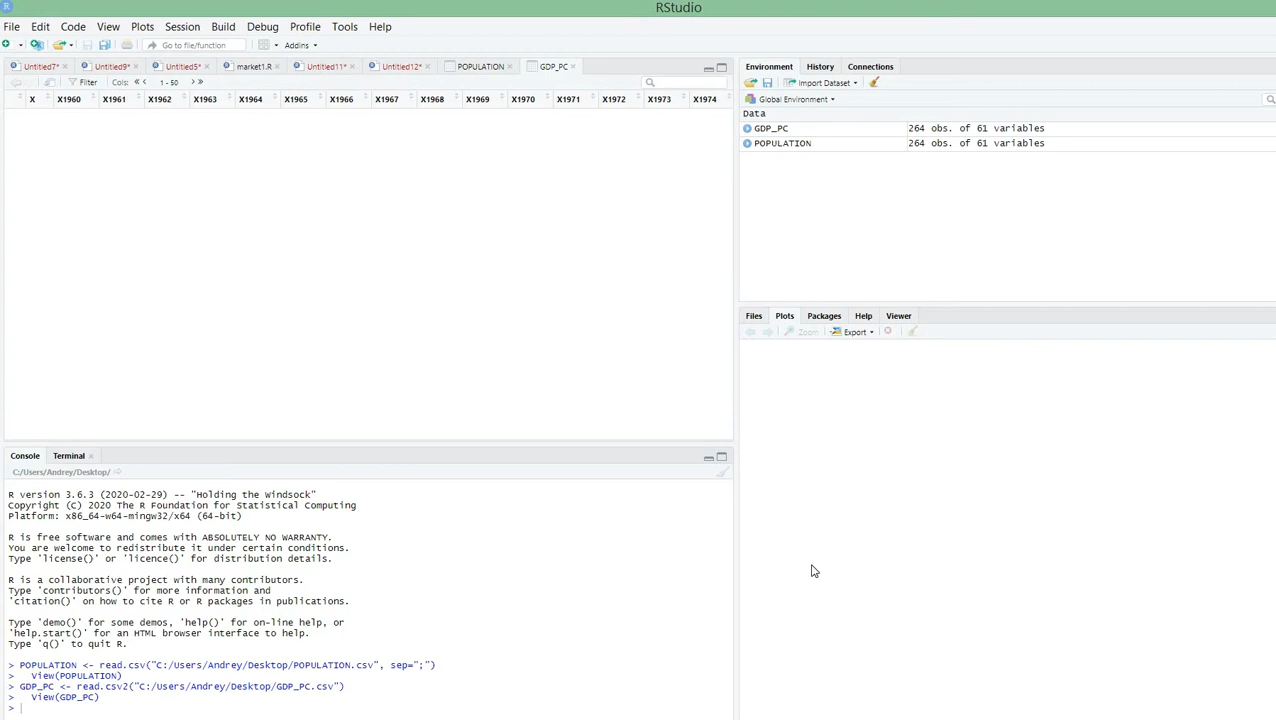 RStudio
File Edit Code View Plots Session Build Debug Profile Tools Help
Go to file/function Addins
Untitled7* Untitled9* Untitled5* market1.R Untitled11* Untitled12* POPULATION GDP_PC
Filter Cols: 1 - 50
X X1960 X1961 X1962 X1963 X1964 X1965 X1966 X1967 X1968 X1969 X1970 X1971 X1972 X1973 X1974
Environment History Connections
Import Dataset
Global Environment
Data
GDP_PC 264 obs. of 61 variables
POPULATION 264 obs. of 61 variables
Files Plots Packages Help Viewer
Zoom Export
Console Terminal
C:/Users/Andrey/Desktop/
R version 3.6.3 (2020-02-29) -- "Holding the Windsock"
Copyright (C) 2020 The R Foundation for Statistical Computing
Platform: x86_64-w64-mingw32/x64 (64-bit)
R is free software and comes with ABSOLUTELY NO WARRANTY.
You are welcome to redistribute it under certain conditions.
Type 'license()' or 'licence()' for distribution details.
R is a collaborative project with many contributors.
Type 'contributors()' for more information and
'citation()' on how to cite R or R packages in publications.
Type 'demo()' for some demos, 'help()' for on-line help, or
'help.start()' for an HTML browser interface to help.
Type 'q()' to quit R.
> POPULATION <- read.csv("C:/Users/Andrey/Desktop/POPULATION.csv", sep=";")
> View(POPULATION)
> GDP_PC <- read.csv2("C:/Users/Andrey/Desktop/GDP_PC.csv")
> View(GDP_PC)
>